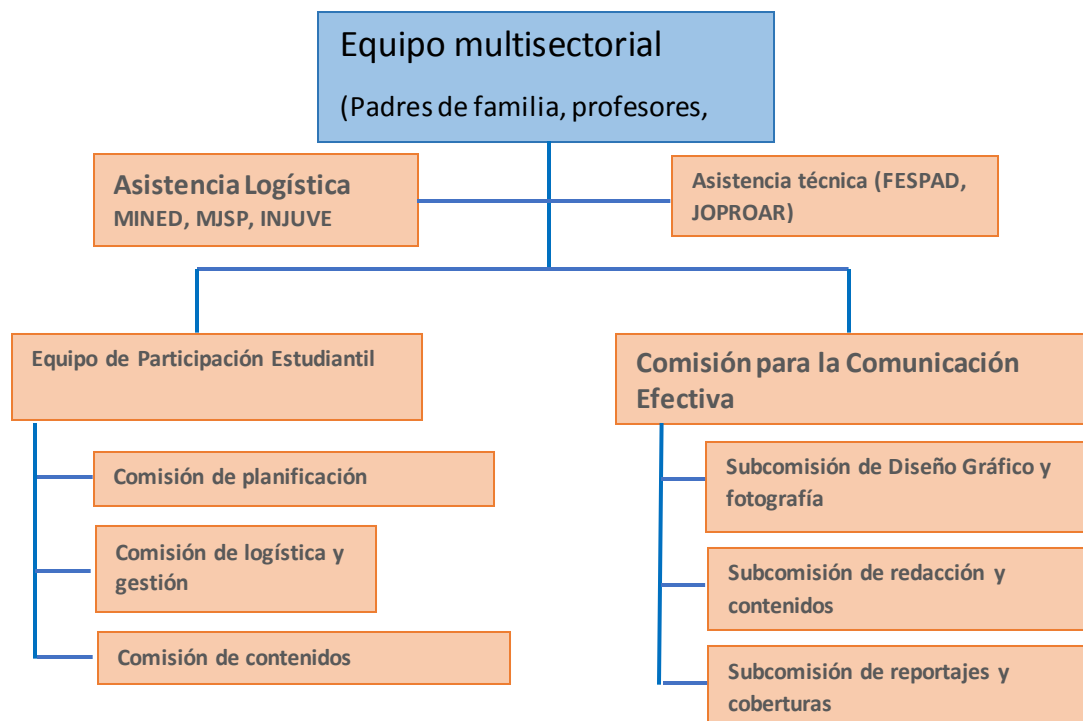 Equipo multisectorial
(Padres de familia, profesores,
Asistencia Logística
MINED, MJSP, INJUVE
Asistencia técnica (FESPAD,
JOPROAR)
Equipo de Participación Estudiantil
Comisión de planificación
Comisión de logística y
gestión
Comisión de contenidos
Comisión para la Comunicación
Efectiva
Subcomisión de Diseño Gráfico y
fotografía
Subcomisión de redacción y
contenidos
Subcomisión de reportajes y
coberturas